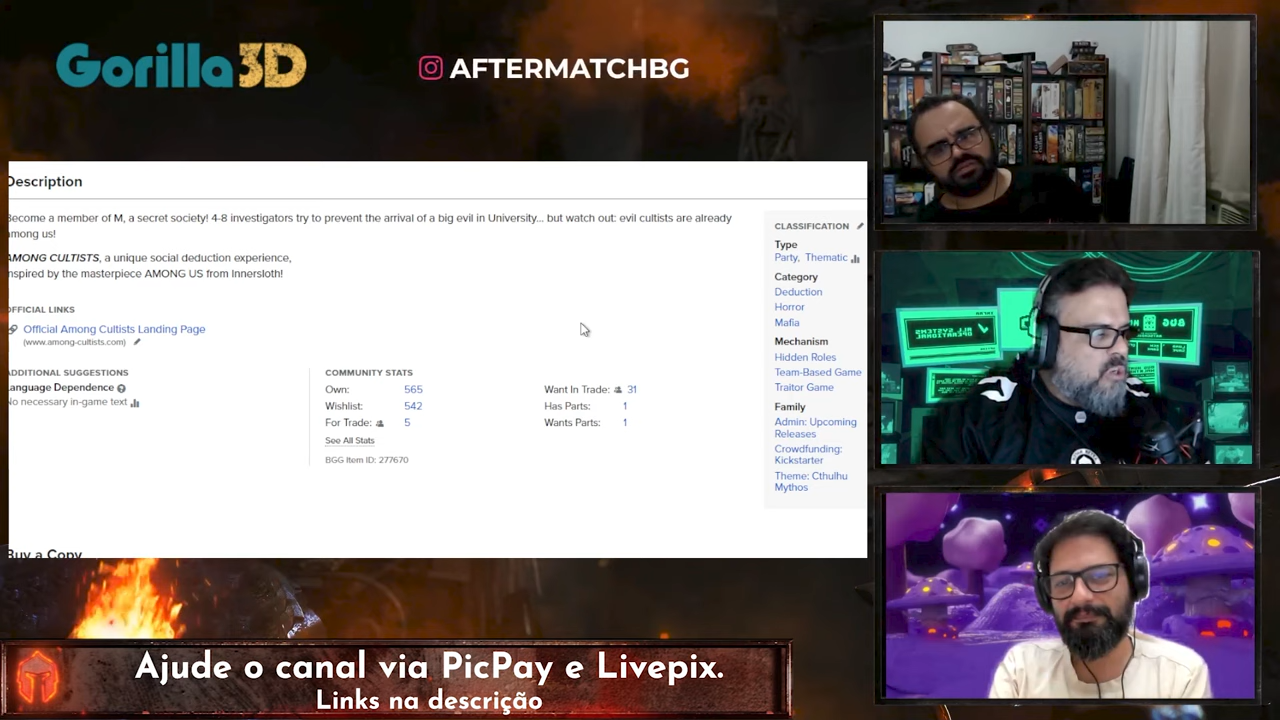 Gorilla3D
AFTERMATCHBG
Description
Become a member of M, a secret society! 4-8 investigators try to prevent the arrival of a big evil in University... but watch out: evil cultists are already
among us!
AMONG CULTISTS, a unique social deduction experience,
inspired by the masterpiece AMONG US from Innersloth!
OFFICIAL LINKS
Official Among Cultists Landing Page
(www.among-cultists.com)
ADDITIONAL SUGGESTIONS
Language Dependence
No necessary in-game text
COMMUNITY STATS
Own: 565
Wishlist: 542
For Trade: 5
See All Stats
BGG Item ID: 277670
Want In Trade: 31
Has Parts: 1
Wants Parts: 1
CLASSIFICATION
Type
Party, Thematic
Category
Deduction
Horror
Mafia
Mechanism
Hidden Roles
Team-Based Game
Traitor Game
Family
Admin: Upcoming
Releases
Crowdfunding:
Kickstarter
Theme: Cthulhu
Mythos
Buy a Copy
ALL SYSTEMS
OPERATIONAL
BUG
Ajude o canal via PicPay e Livepix.
Links na descrição